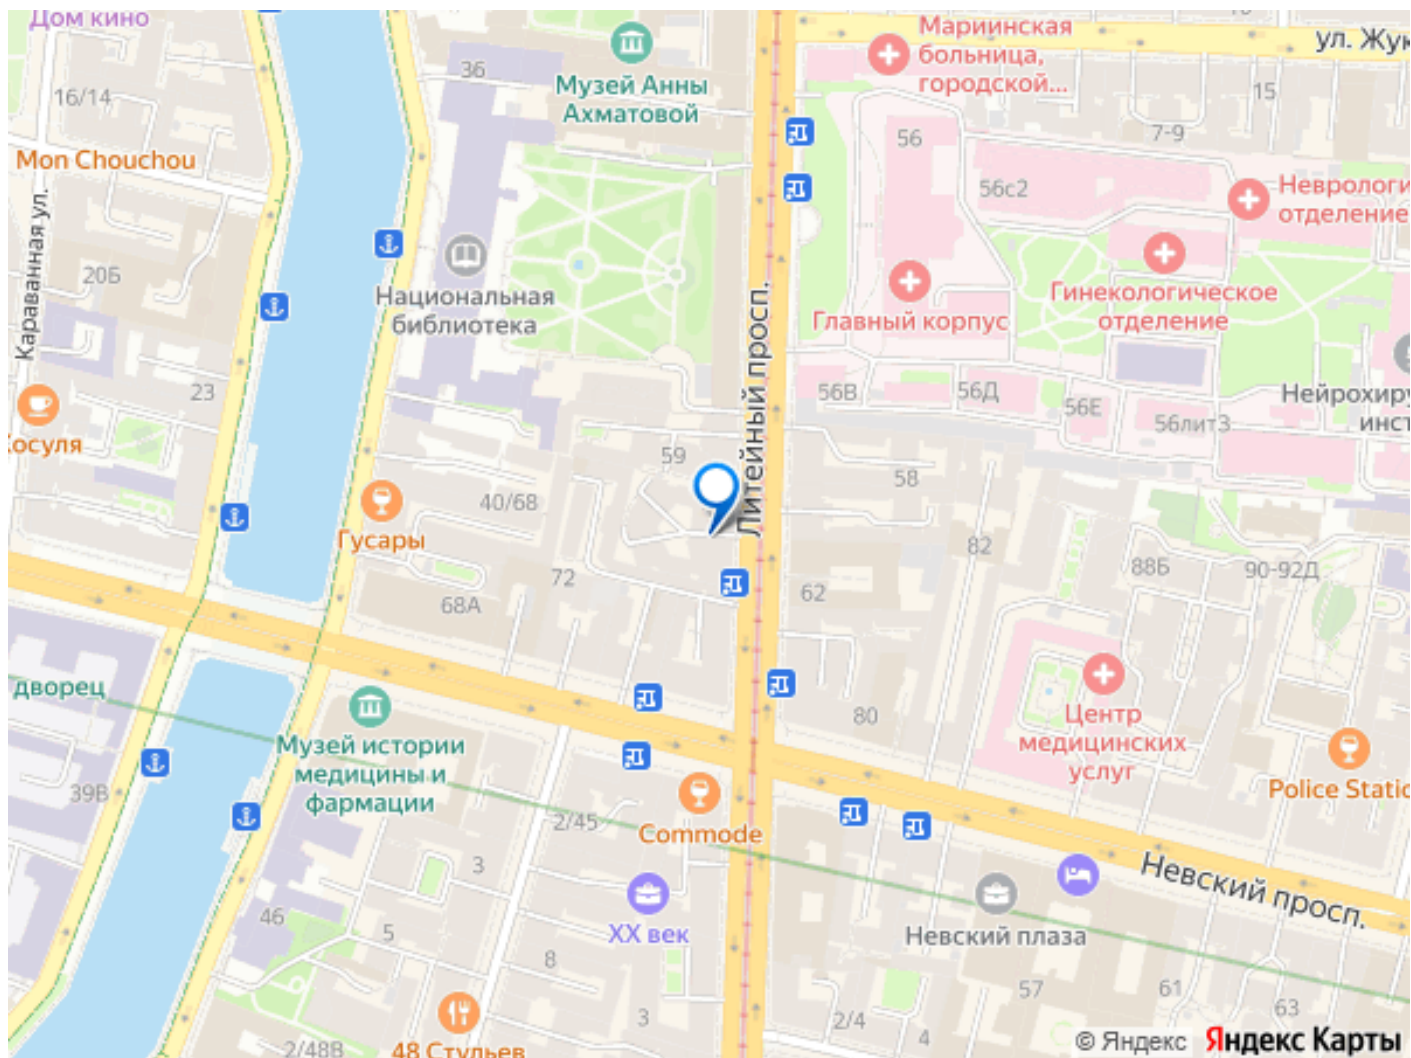 Дом кино
16/14
36
Музей Анны
Ахматовой
Мариинская
больница,
городской...
ул. Жук
15
7-9
56
56с2
Mon Chouchou
Неврологи
отделение
Караванная ул.
20Б
Национальная
библиотека
Гинекологическое
отделение
Главный корпус
Литейный просп.
23
56В
56Д
56Е
56литЗ
Нейрохиру
инст
Косуля
59
58
40/68
Гусары
82
72
88Б
90-92Д
68А
62
дворец
80
Центр
медицинских
услуг
Музей истории
медицины и
фармации
39В
Police Static
2/45
Commode
3
Невский просп.
46
5
ХХ век
Невский плаза
8
57
61
63
3
2/4
4
2/48В
48 Стульев
© Яндекс Яндекс Карты